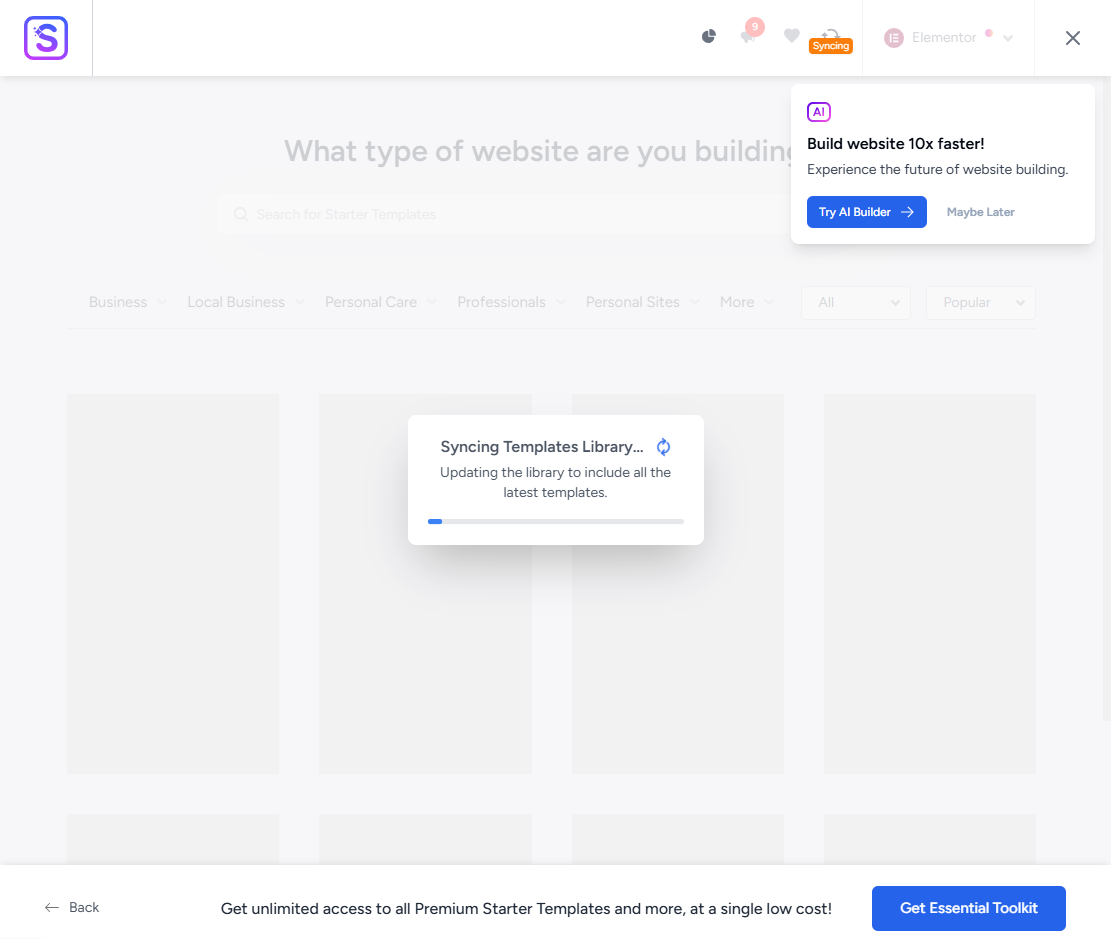 S
9
Syncing
Elementor
AI
Build website 10x faster!
Experience the future of website building.
Try AI Builder
Maybe Later
What type of website are you building
Search for Starter Templates
Business
Local Business
Personal Care
Professionals
Personal Sites
More
All
Popular
Syncing Templates Library...
Updating the library to include all the
latest templates.
Back
Get unlimited access to all Premium Starter Templates and more, at a single low cost!
Get Essential Toolkit